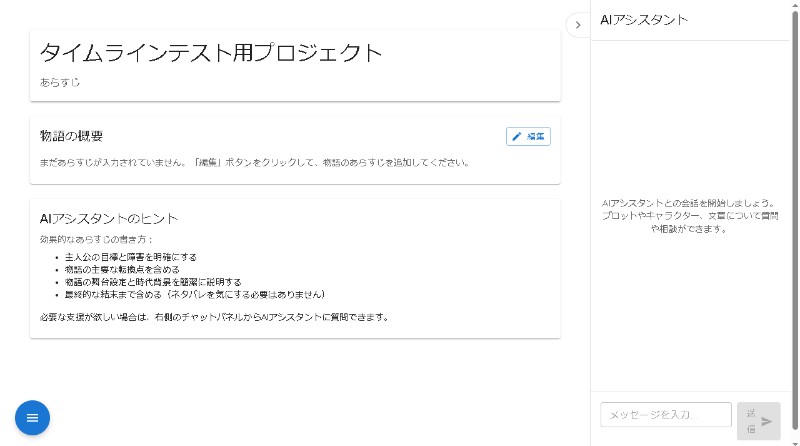 タイムラインテスト用プロジェクト
あらすじ
物語の概要
編集
まだあらすじが入力されていません。「編集」ボタンをクリックして、物語のあらすじを追加してください。
AIアシスタントのヒント
効果的なあらすじの書き方：
主人公の目標と障害を明確にする
物語の主要な転換点を含める
物語の舞台設定と時代背景を簡潔に説明する
最終的な結末まで含める（ネタバレを気にする必要はありません）
必要な支援が欲しい場合は、右側のチャットパネルからAIアシスタントに質問できます。
AIアシスタント
AIアシスタントとの会話を開始しましょう。
プロットやキャラクター、文章について質問
や相談ができます。
メッセージを入力...
送
信